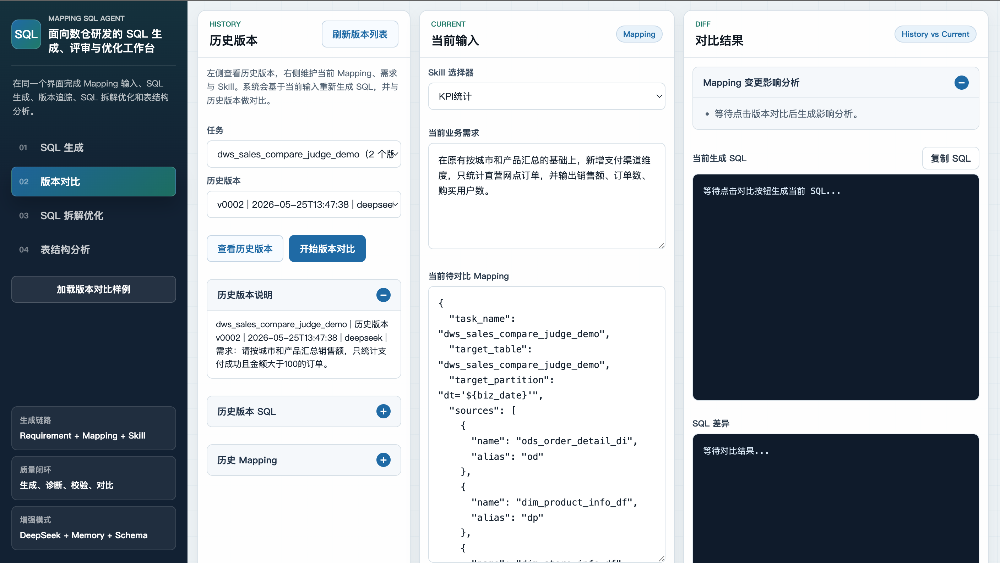 SQL
MAPPING SQL AGENT
面向数仓研发的 SQL 生
成、评审与优化工作台
在同一个界面完成 Mapping 输入、SQL
生成、版本追踪、SQL 拆解优化和表结构
分析。
01 SQL 生成
02 版本对比
03 SQL 拆解优化
04 表结构分析
加载版本对比样例
生成链路
Requirement + Mapping + Skill
质量闭环
生成、诊断、校验、对比
增强模式
DeepSeek + Memory + Schema
HISTORY
历史版本
刷新版本列表
左侧查看历史版本，右侧维护当前 Mapping、需求
与 Skill。系统会基于当前输入重新生成 SQL，并与
历史版本做对比。
任务
dws_sales_compare_judge_demo（2 个版
历史版本
v0002 | 2026-05-25T13:47:38 | deepsee
查看历史版本
开始版本对比
历史版本说明
dws_sales_compare_judge_demo | 历史版本
v0002 | 2026-05-25T13:47:38 | deepseek |
需求：请按城市和产品汇总销售额，只统计支
付成功且金额大于100的订单。
历史版本 SQL
历史 Mapping
CURRENT
当前输入
Mapping
Skill 选择器
KPI统计
当前业务需求
在原有按城市和产品汇总的基础上，新增支付渠道维
度，只统计直营网点订单，并输出销售额、订单数、
购买用户数。
当前待对比 Mapping
{
"task_name":
"dws_sales_compare_judge_demo",
"target_table":
"dws_sales_compare_judge_demo",
"target_partition":
"dt='${biz_date}'",
"sources": [
{
"name": "ods_order_detail_di",
"alias": "od"
},
{
"name": "dim_product_info_df",
"alias": "dp"
},
{
DIFF
对比结果
History vs Current
Mapping 变更影响分析
• 等待点击版本对比后生成影响分析。
当前生成 SQL
复制 SQL
等待点击对比按钮生成当前 SQL...
SQL 差异
等待对比结果...